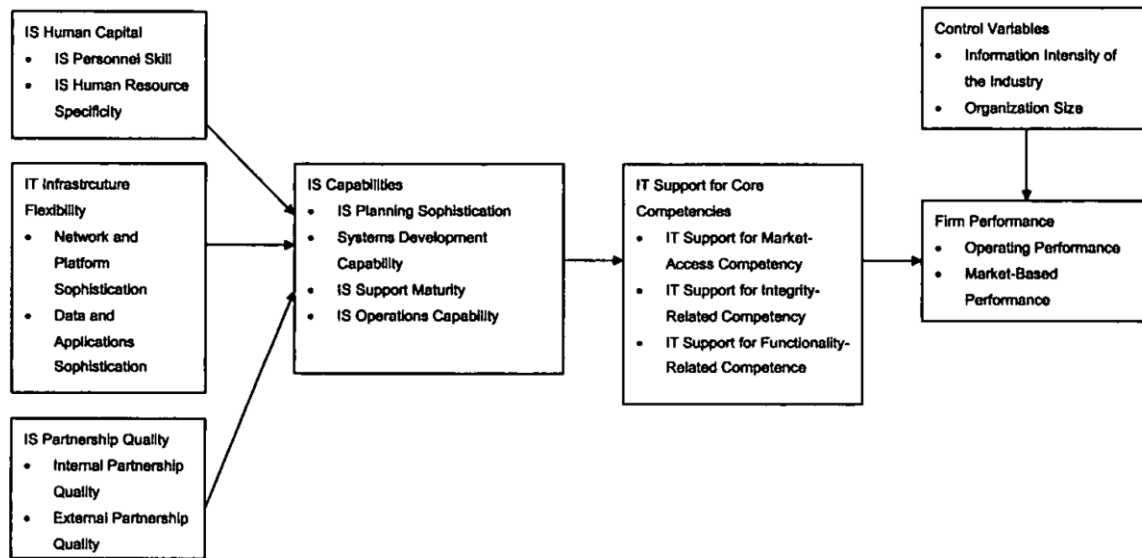 IS Human Capital
• IS Personnel Skill
• IS Human Resource
Specificity
IT Infrastrcuture
Flexibility
• Network and
Platform
Sophistication
• Data and
Applications
Sophistication
IS Partnership Quality
• Internal Partnership
Quality
• External Partnership
Quality
IS Capabilities
• IS Planning Sophistication
• Systems Development
Capability
• IS Support Maturity
• IS Operations Capability
IT Support for Core
Competencies
• IT Support for Market-
Access Competency
• IT Support for Integrity-
Related Competency
• IT Support for Functionality-
Related Competence
Control Variables
• Information Intensity of
the Industry
• Organization Size
Firm Performance
• Operating Performance
• Market-Based
Performance